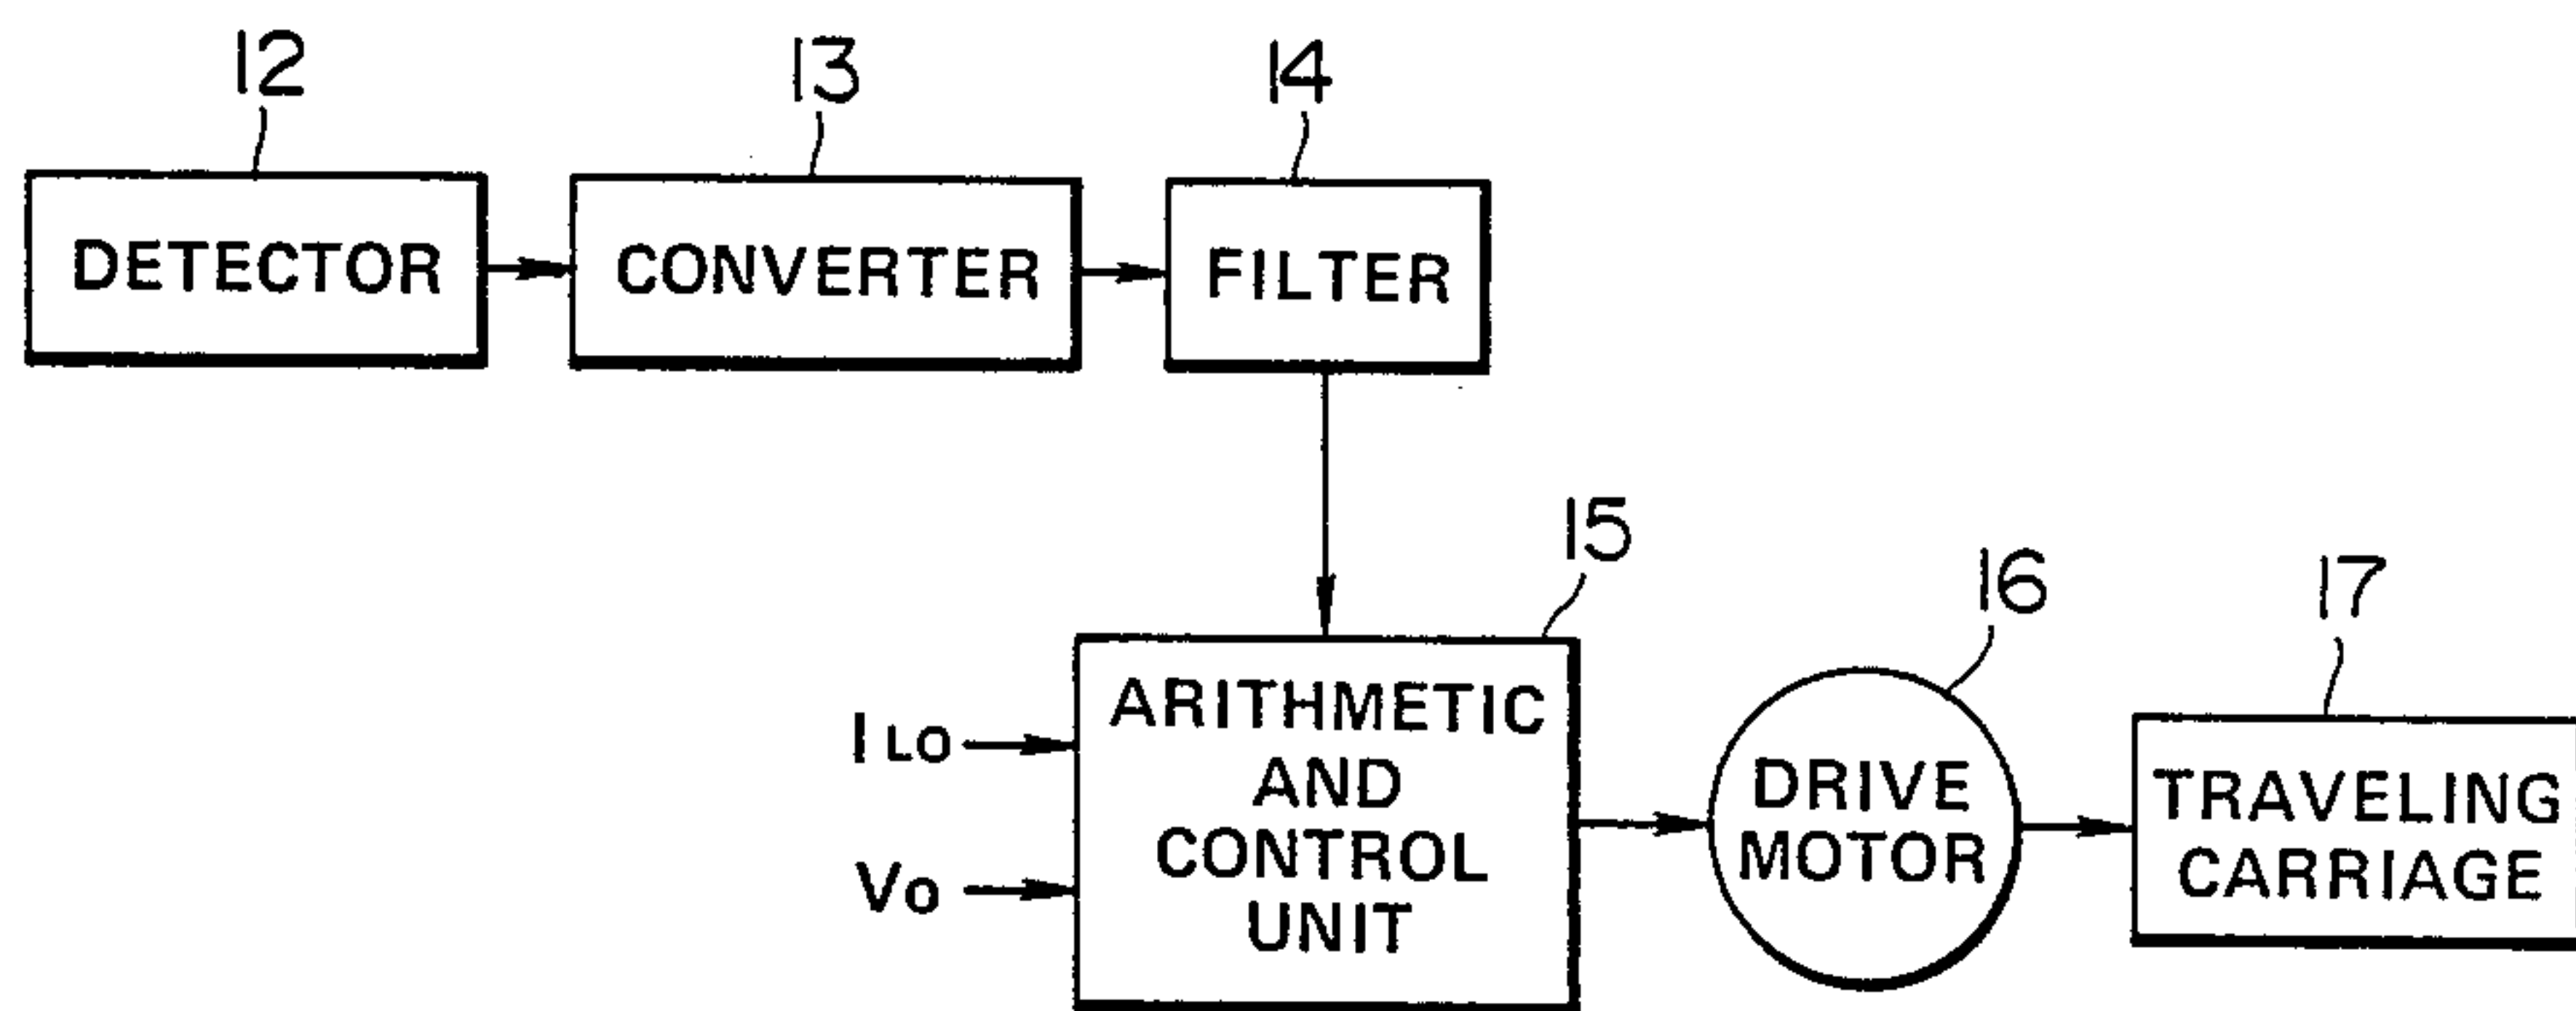 12
13
14
DETECTOR
CONVERTER
FILTER
15
16
17
ILO
VO
ARITHMETIC
AND
CONTROL
UNIT
DRIVE
MOTOR
TRAVELING
CARRIAGE